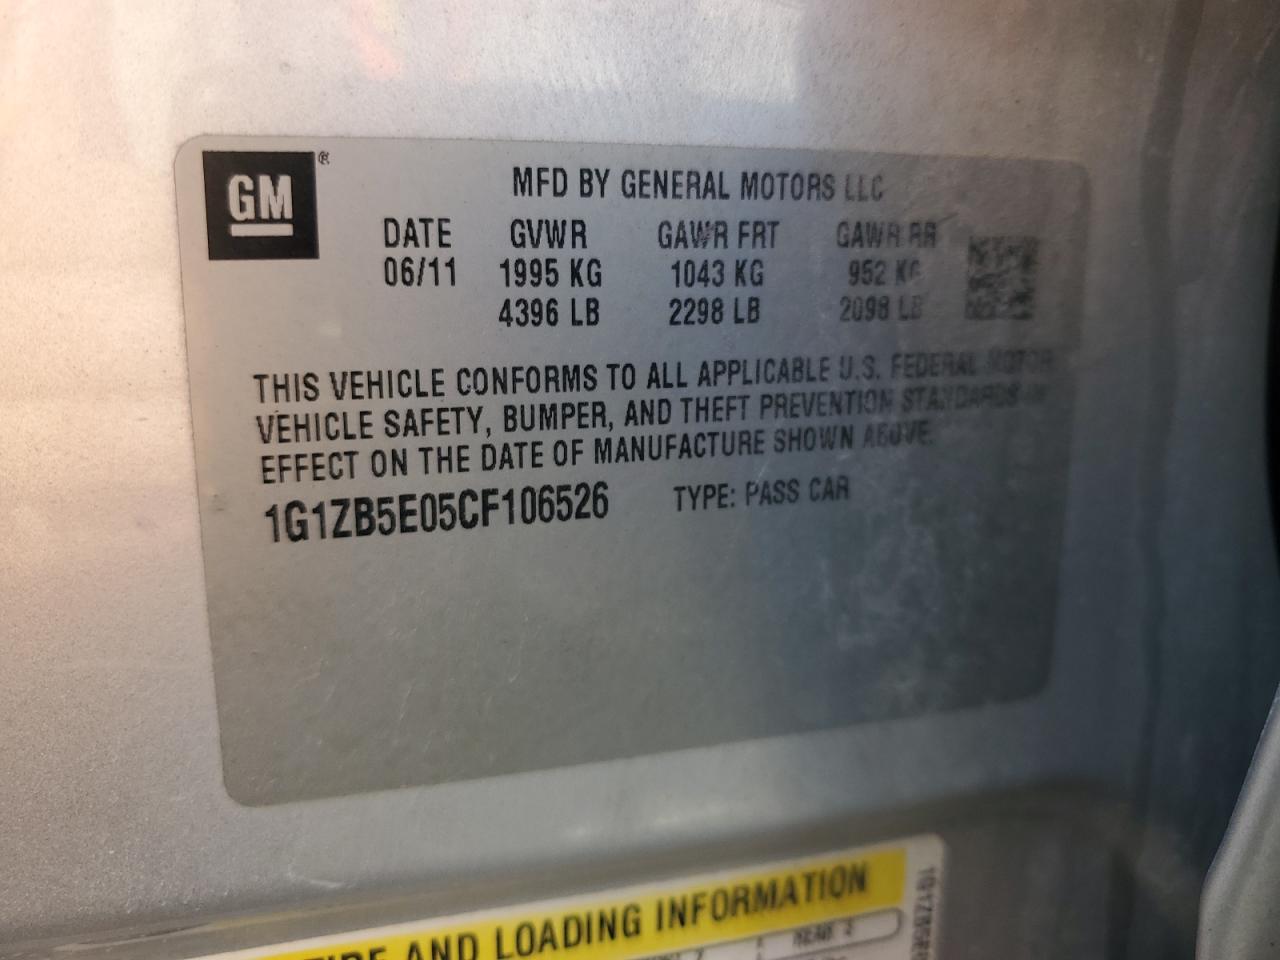 GM ®
MFD BY GENERAL MOTORS LLC
DATE GVWR GAWR FRT GAWR RR
06/11 1995 KG 1043 KG 952 KG
4396 LB 2298 LB 2098 LB
THIS VEHICLE CONFORMS TO ALL APPLICABLE U.S. FEDERAL MOTOR
VEHICLE SAFETY, BUMPER, AND THEFT PREVENTION STANDARDS IN
EFFECT ON THE DATE OF MANUFACTURE SHOWN ABOVE.
1G1ZB5E05CF106526 TYPE: PASS CAR
AND LOADING INFORMATION
REAR 2